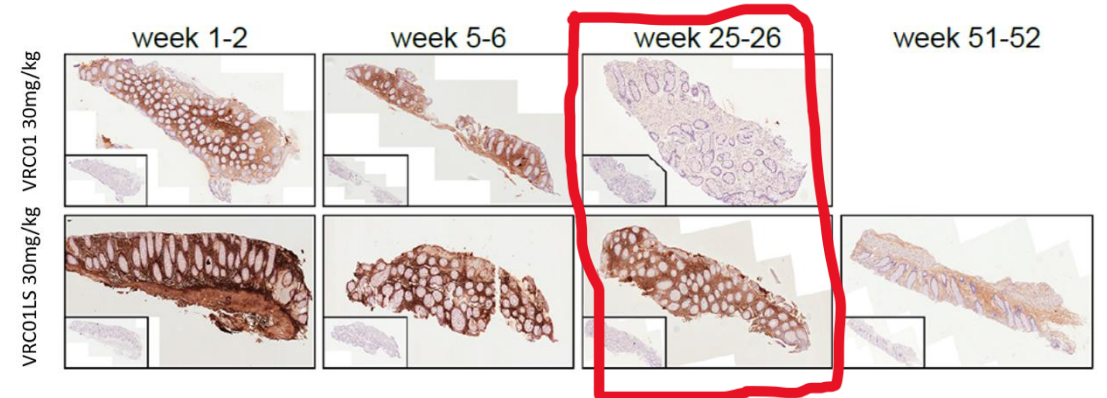 week 1-2
week 5-6
week 25-26
week 51-52
VRC01 30mg/kg
VRC01LS 30mg/kg